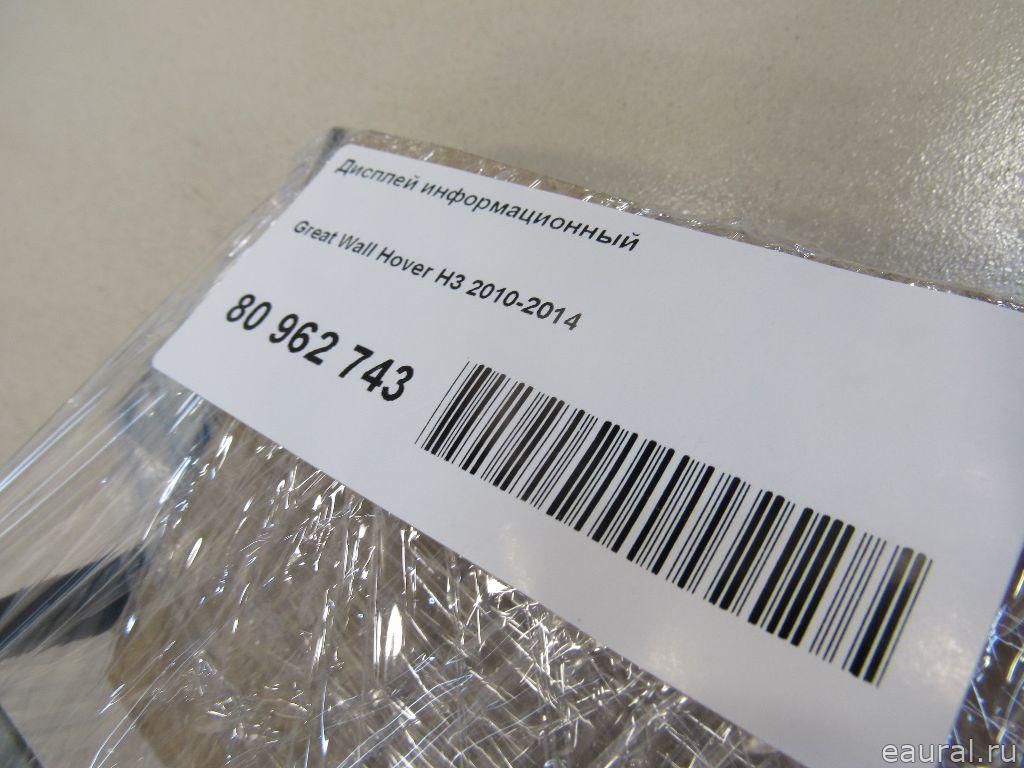 Дисплей информационный
Great Wall Hover H3 2010-2014
80 962 743
eaural.ru